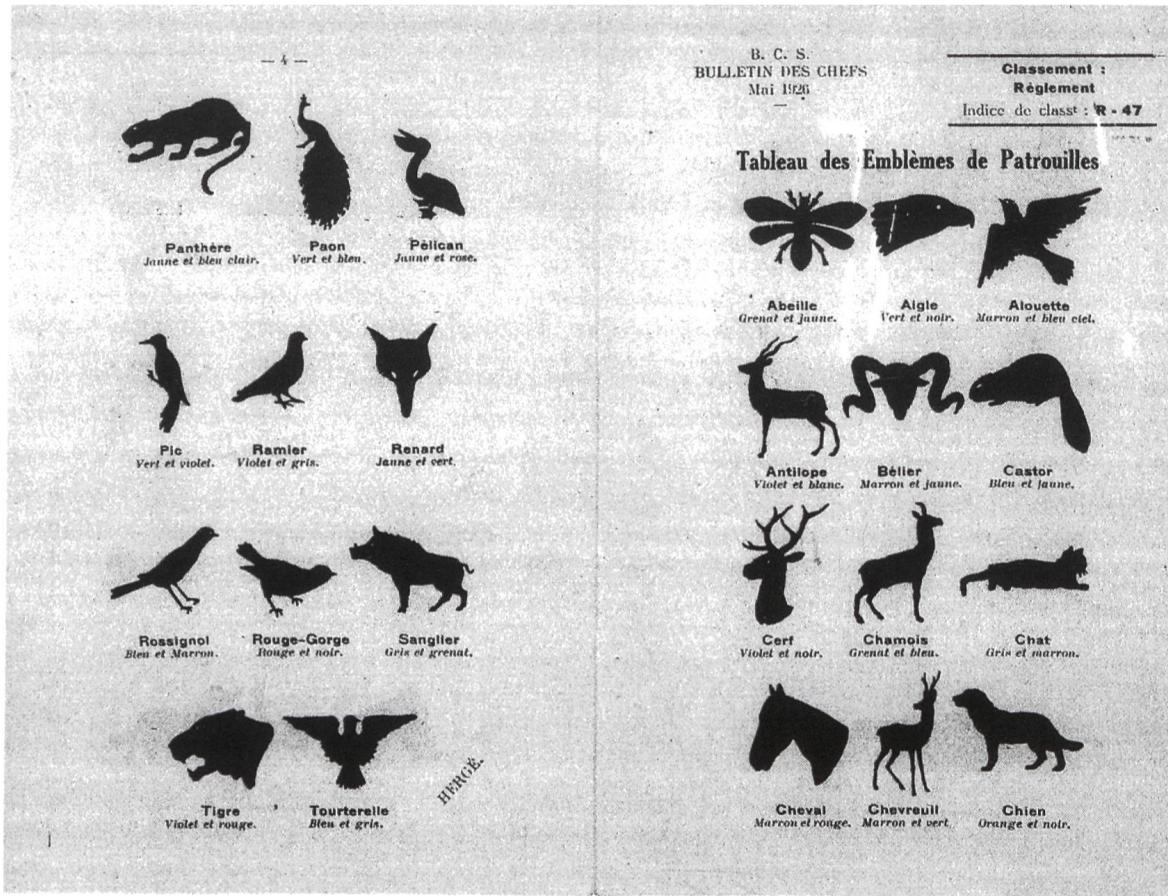 — 4 —
Panthère
Jaune et bleu clair.
Paon
Vert et bleu.
Pèlican
Jaune et rose.
Pic
Vert et violet.
Ramier
Violet et gris.
Renard
Jaune et vert.
Rossignol
Bleu et Marron.
Rouge-Gorge
Rouge et noir.
Sanglier
Gris et grenat.
Tigre
Violet et rouge.
Tourterelle
Bleu et gris.
HERGÉ.
B. C. S.
BULLETIN DES CHEFS
Mai 1926
Classement :
Règlement
Indice de classt : R - 47
Tableau des Emblèmes de Patrouilles
Abeille
Grenat et jaune.
Aigle
Vert et noir.
Alouette
Marron et bleu ciel.
Antilope
Violet et blanc.
Bélier
Marron et jaune.
Castor
Bleu et jaune.
Cerf
Violet et noir.
Chamois
Grenat et bleu.
Chat
Gris et marron.
Cheval
Marron et rouge.
Chevreuil
Marron et vert.
Chien
Orange et noir.